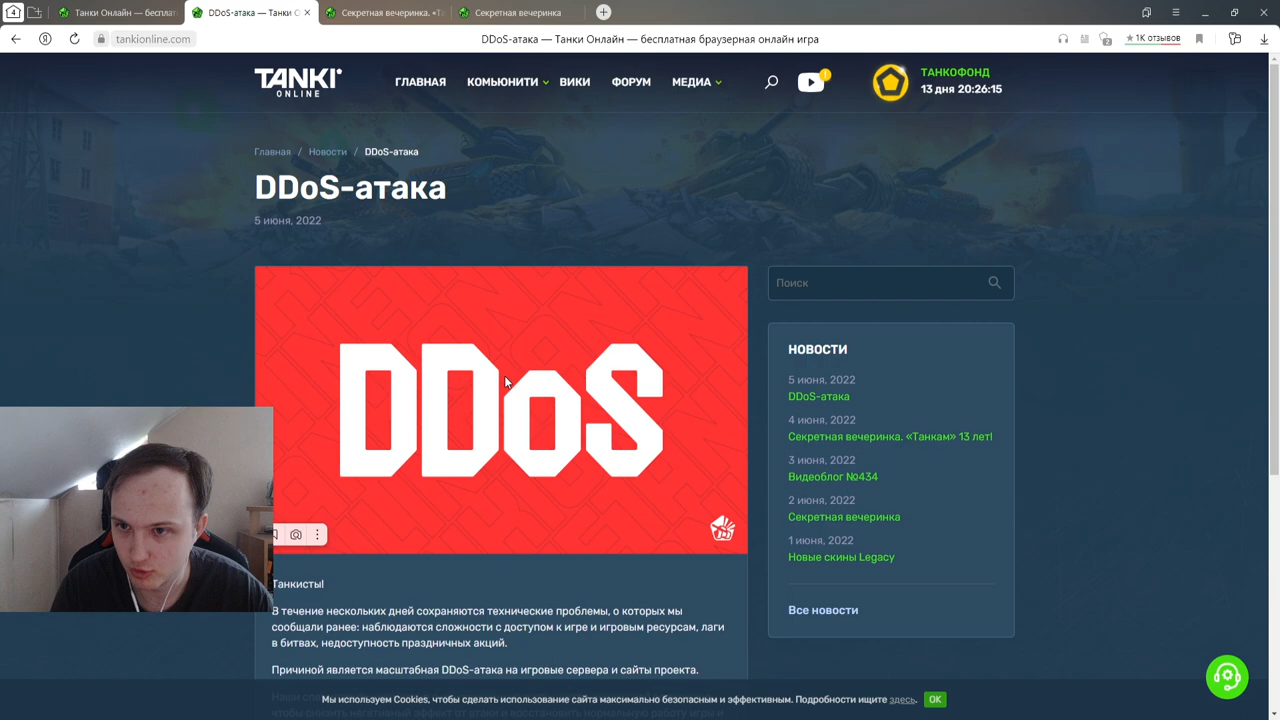 Танки Онлайн — бесплат
DDoS-атака — Танки О
Секретная вечеринка. «Т
Секретная вечеринка
tankionline.com
DDoS-атака — Танки Онлайн — бесплатная браузерная онлайн игра
1К отзывов
TANKI
ONLINE
ГЛАВНАЯ
КОМЬЮНИТИ
ВИКИ
ФОРУМ
МЕДИА
1
ТАНКОФОНД
13 дня 20:26:15
Главная / Новости / DDoS-атака
DDoS-атака
5 июня, 2022
DDoS
Танкисты!
В течение нескольких дней сохраняются технические проблемы, о которых мы
сообщали ранее: наблюдаются сложности с доступом к игре и игровым ресурсам, лаги
в битвах, недоступность праздничных акций.
Причиной является масштабная DDoS-атака на игровые сервера и сайты проекта.
Поиск
НОВОСТИ
5 июня, 2022
DDoS-атака
4 июня, 2022
Секретная вечеринка. «Танкам» 13 лет!
3 июня, 2022
Видеоблог №434
2 июня, 2022
Секретная вечеринка
1 июня, 2022
Новые скины Legacy
Все новости
Мы используем Cookies, чтобы сделать использование сайта максимально безопасным и эффективным. Подробности ищите здесь.
OK